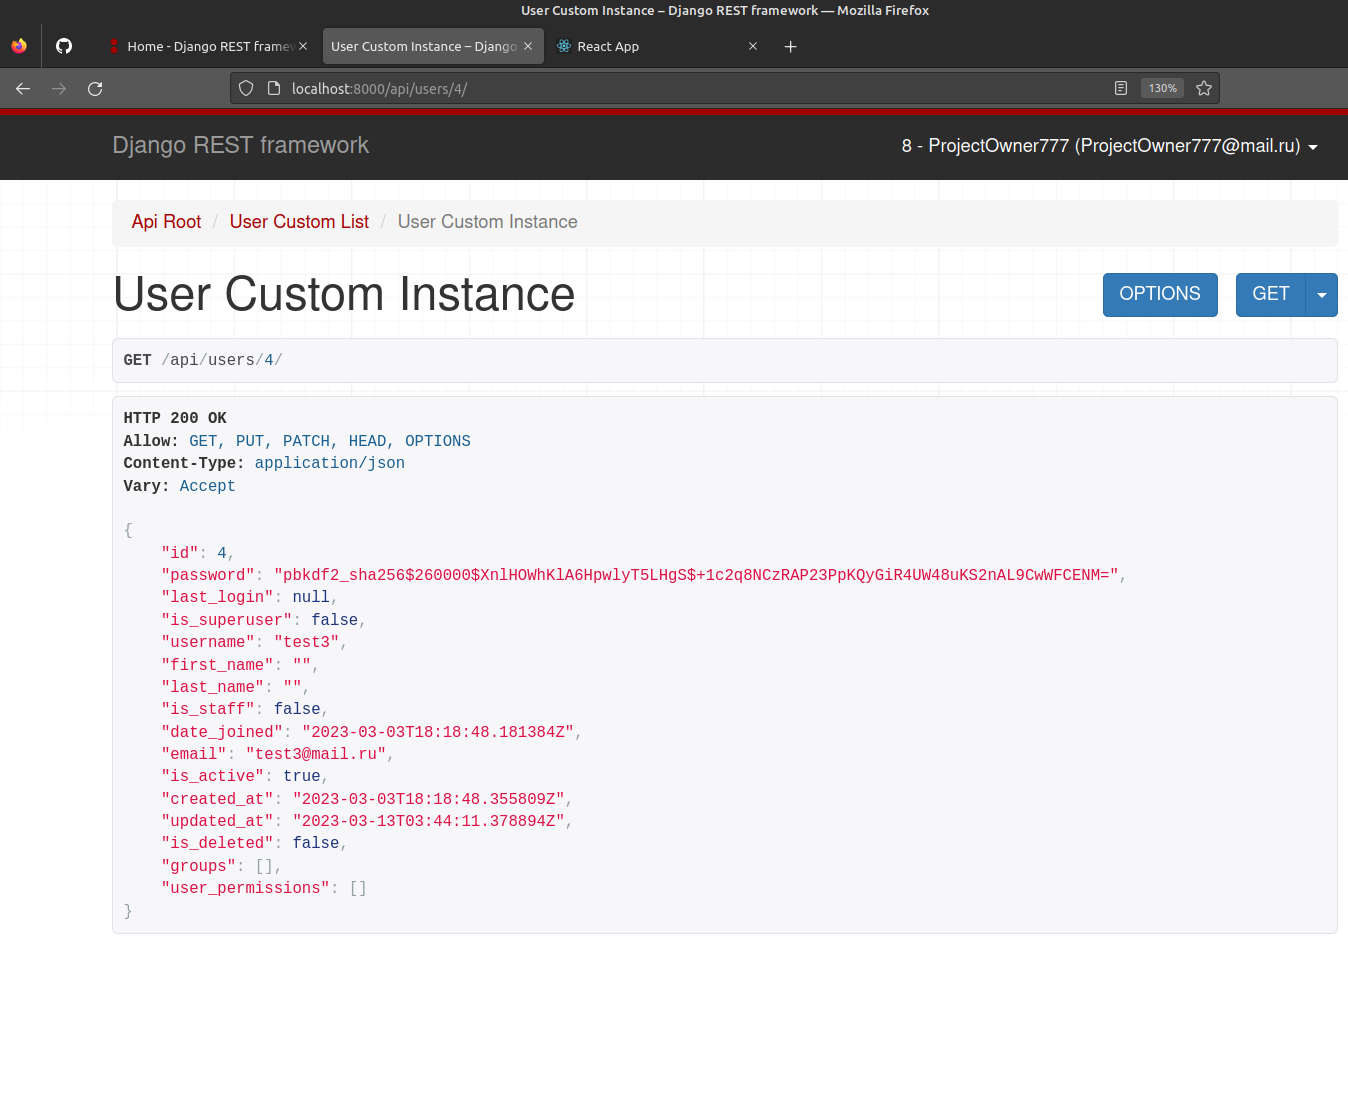 User Custom Instance – Django REST framework — Mozilla Firefox
Home - Django REST framew
User Custom Instance – Django
React App
localhost:8000/api/users/4/
130%
Django REST framework
8 - ProjectOwner777 (ProjectOwner777@mail.ru)
Api Root / User Custom List / User Custom Instance
User Custom Instance
OPTIONS
GET
GET /api/users/4/
HTTP 200 OK
Allow: GET, PUT, PATCH, HEAD, OPTIONS
Content-Type: application/json
Vary: Accept
{
"id": 4,
"password": "pbkdf2_sha256$260000$XnlHOWhKlA6HpwlyT5LHgS$+1c2q8NCzRAP23PpKQyGiR4UW48uKS2nAL9CwWFCENM=",
"last_login": null,
"is_superuser": false,
"username": "test3",
"first_name": "",
"last_name": "",
"is_staff": false,
"date_joined": "2023-03-03T18:18:48.181384Z",
"email": "test3@mail.ru",
"is_active": true,
"created_at": "2023-03-03T18:18:48.355809Z",
"updated_at": "2023-03-13T03:44:11.378894Z",
"is_deleted": false,
"groups": [],
"user_permissions": []
}